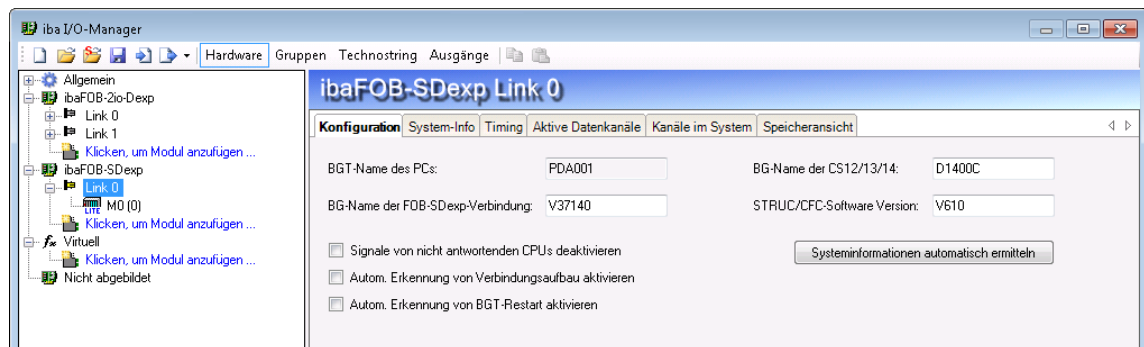 iba I/O-Manager
Hardware Gruppen Technostring Ausgänge
Allgemein
ibaFOB-2io-Dexp
Link 0
Link 1
Klicken, um Modul anzufügen ...
ibaFOB-SDexp
Link 0
LITE M0 (0)
Klicken, um Modul anzufügen ...
fx Virtuell
Klicken, um Modul anzufügen ...
Nicht abgebildet
ibaFOB-SDexp Link 0
Konfiguration System-Info Timing Aktive Datenkanäle Kanäle im System Speicheransicht
BGT-Name des PCs: PDA001 BG-Name der CS12/13/14: D1400C
BG-Name der FOB-SDexp-Verbindung: V37140 STRUC/CFC-Software Version: V610
Signale von nicht antwortenden CPUs deaktivieren Systeminformationen automatisch ermitteln
Autom. Erkennung von Verbindungsaufbau aktivieren
Autom. Erkennung von BGT-Restart aktivieren